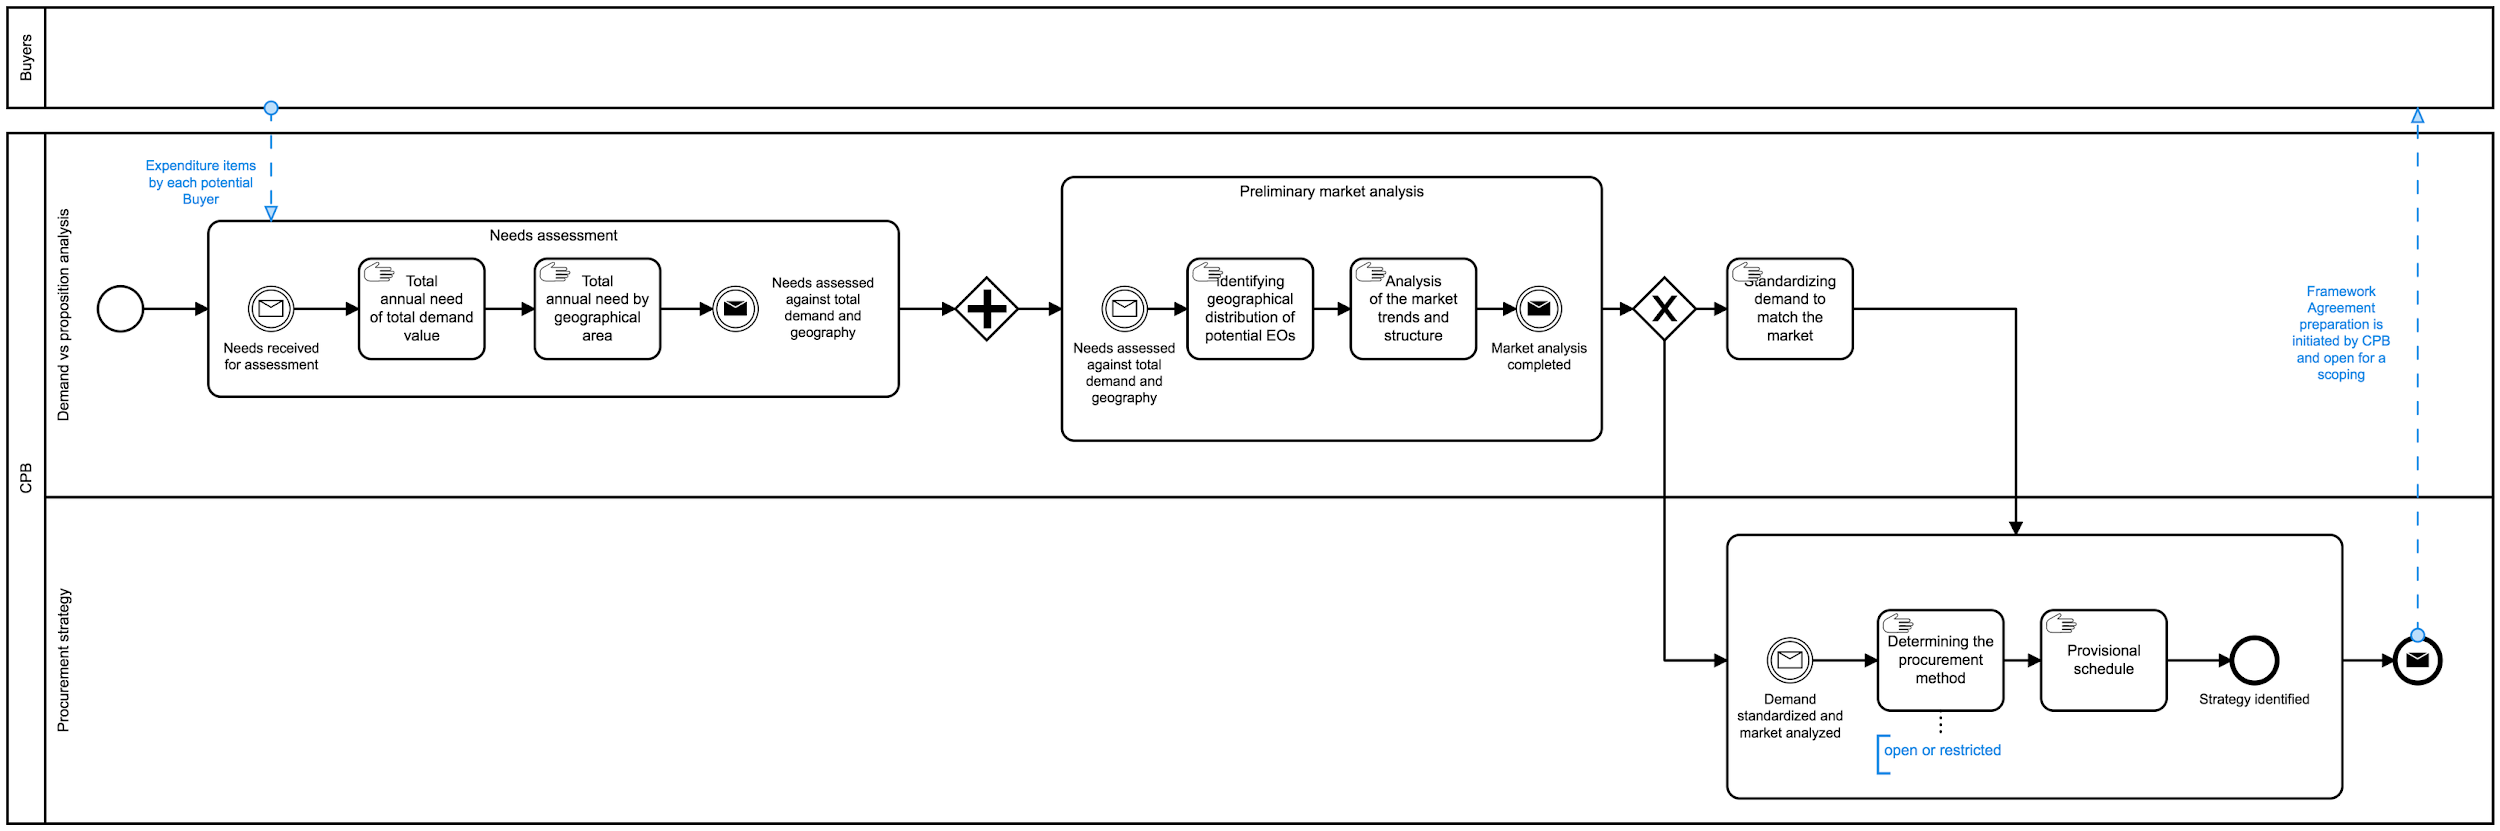 Buyers
CPB
Demand vs proposition analysis
Procurement strategy
Expenditure items
by each potential
Buyer
Needs assessment
Needs received
for assessment
Total
annual need
of total demand
value
Total
annual need by
geographical
area
Needs assessed
against total
demand and
geography
Preliminary market analysis
Needs assessed
against total
demand and
geography
Identifying
geographical
distribution of
potential EOs
Analysis
of the market
trends and
structure
Market analysis
completed
X
Standardizing
demand to
match the
market
Framework
Agreement
preparation is
initiated by CPB
and open for a
scoping
Demand
standardized and
market analyzed
Determining the
procurement
method
open or restricted
Provisional
schedule
Strategy identified